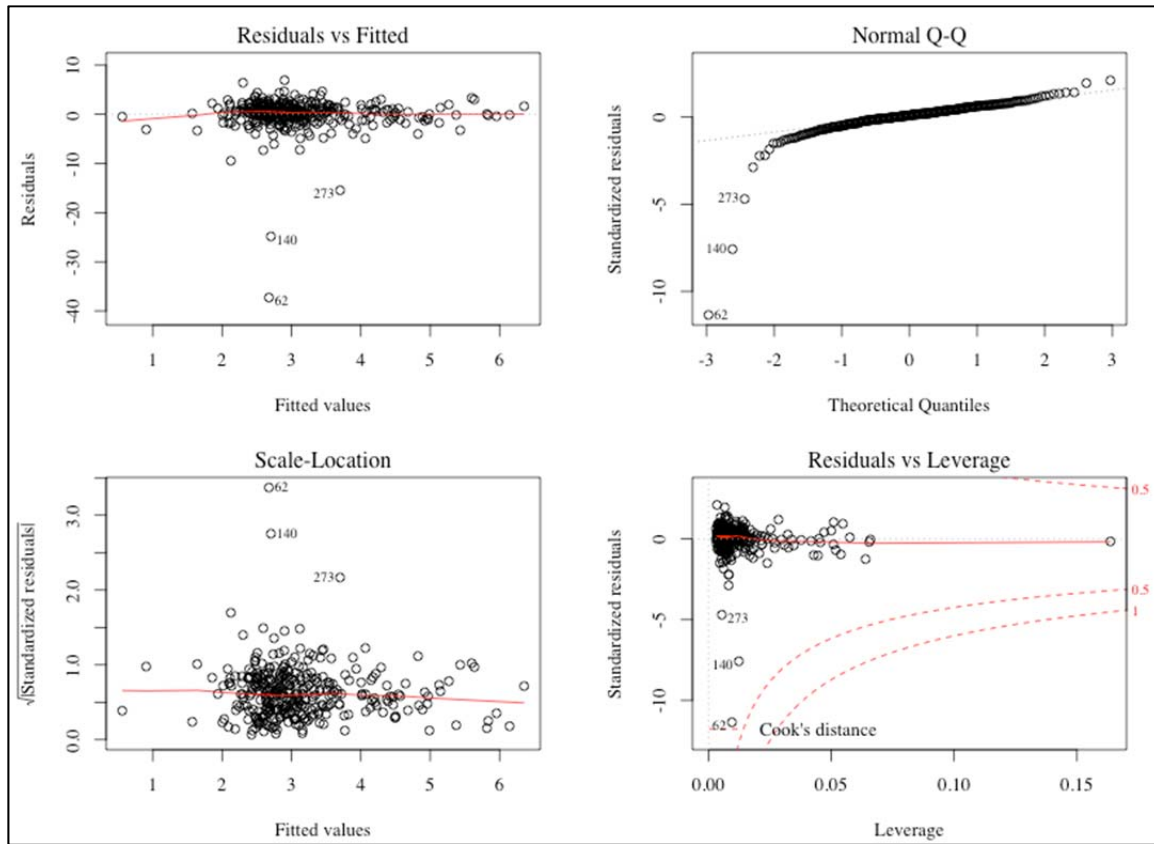 Residuals vs Fitted
Residuals
10
0
-10
-20
-30
-40
273
140
62
1 2 3 4 5 6
Fitted values
Normal Q-Q
Standardized residuals
0
-5
-10
273
140
62
-3 -2 -1 0 1 2 3
Theoretical Quantiles
Scale-Location
√|Standardized residuals|
3.0
2.0
1.0
0.0
62
140
273
1 2 3 4 5 6
Fitted values
Residuals vs Leverage
Standardized residuals
0
-5
-10
0.5
0.5
1
273
140
62
Cook's distance
0.00 0.05 0.10 0.15
Leverage